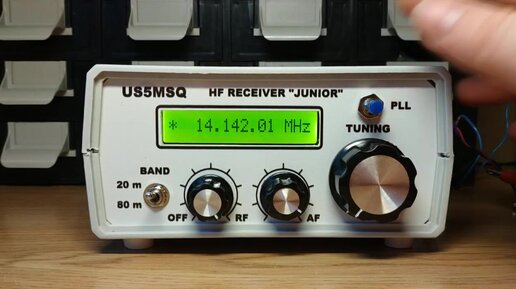 US5MSQ HF RECEIVER "JUNIOR"
PLL
* 14.142.01 MHz
TUNING
BAND
20 m
80 m
OFF RF AF